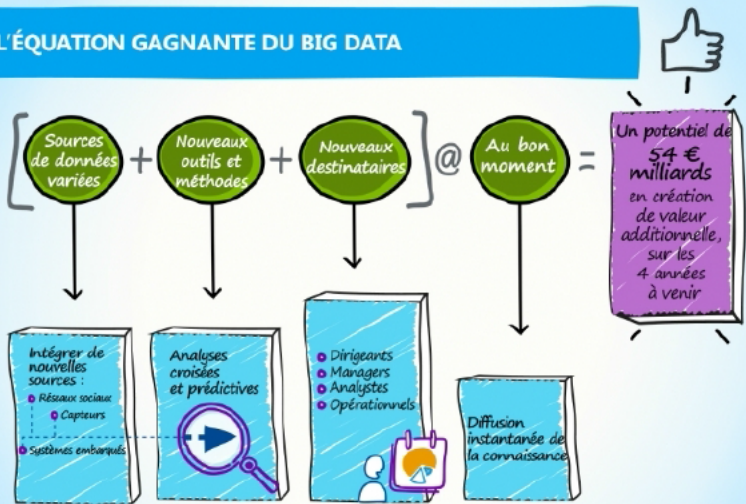 L'ÉQUATION GAGNANTE DU BIG DATA
[
Sources
de données
variées
+
Nouveaux
outils et
méthodes
+
Nouveaux
destinataires
]
@
Au bon
moment
=
Un potentiel de
54 €
milliards
en création
de valeur
additionnelle,
sur les
4 années
à venir
Intégrer de
nouvelles
sources :
Réseaux sociaux
Capteurs
Systèmes embarqués
Analyses
croisées
et prédictives
Dirigeants
Managers
Analystes
Opérationnels
Diffusion
instantanée de
la connaissance